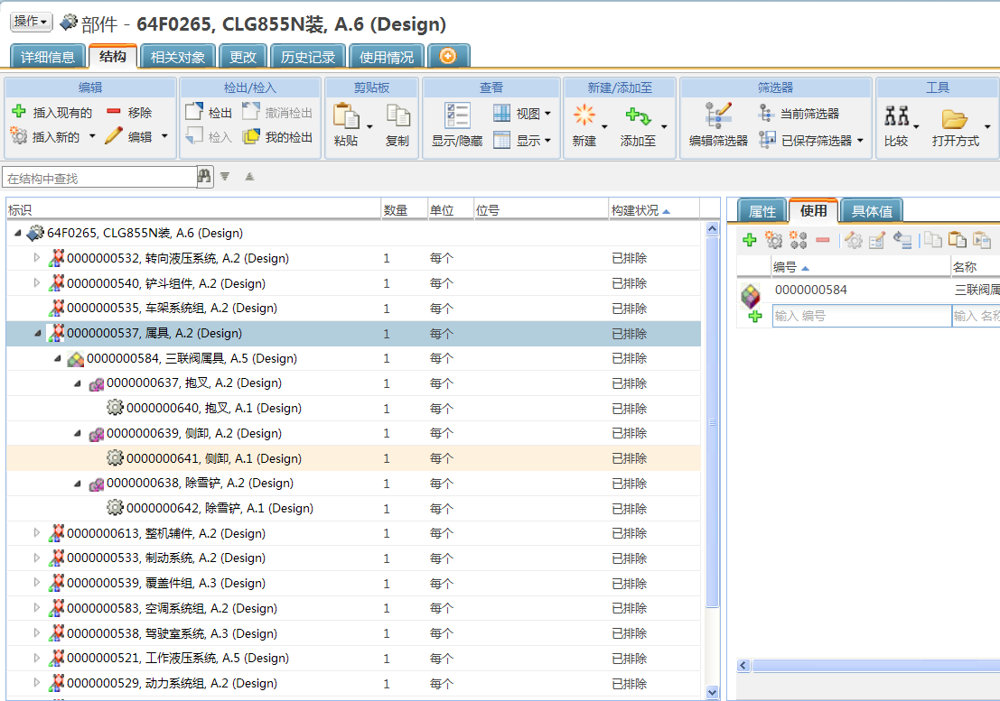 操作 部件 - 64F0265, CLG855N装, A.6 (Design)
详细信息 结构 相关对象 更改 历史记录 使用情况
编辑 检出/检入 剪贴板 查看 新建/添加至 筛选器 工具
插入现有的 移除 检出 撤消检出 视图 当前筛选器
插入新的 编辑 检入 我的检出 粘贴 复制 显示/隐藏 显示 新建 添加至 编辑筛选器 已保存筛选器 比较 打开方式
在结构中查找
标识 数量 单位 位号 构建状况
64F0265, CLG855N装, A.6 (Design)
0000000532, 转向液压系统, A.2 (Design) 1 每个 已排除
0000000540, 铲斗组件, A.2 (Design) 1 每个 已排除
0000000535, 车架系统组, A.2 (Design) 1 每个 已排除
0000000537, 属具, A.2 (Design) 1 每个 已排除
0000000584, 三联阀属具, A.5 (Design) 1 每个 已排除
0000000637, 抱叉, A.2 (Design) 1 每个 已排除
0000000640, 抱叉, A.1 (Design) 1 每个 已排除
0000000639, 侧卸, A.2 (Design) 1 每个 已排除
0000000641, 侧卸, A.1 (Design) 1 每个 已排除
0000000638, 除雪铲, A.2 (Design) 1 每个 已排除
0000000642, 除雪铲, A.1 (Design) 1 每个 已排除
0000000613, 整机辅件, A.2 (Design) 1 每个 已排除
0000000533, 制动系统, A.2 (Design) 1 每个 已排除
0000000539, 覆盖件组, A.3 (Design) 1 每个 已排除
0000000583, 空调系统组, A.2 (Design) 1 每个 已排除
0000000538, 驾驶室系统, A.3 (Design) 1 每个 已排除
0000000521, 工作液压系统, A.5 (Design) 1 每个 已排除
0000000529, 动力系统组, A.2 (Design) 1 每个 已排除
属性 使用 具体值
编号 名称
0000000584 三联阀属
输入 编号 输入 名称